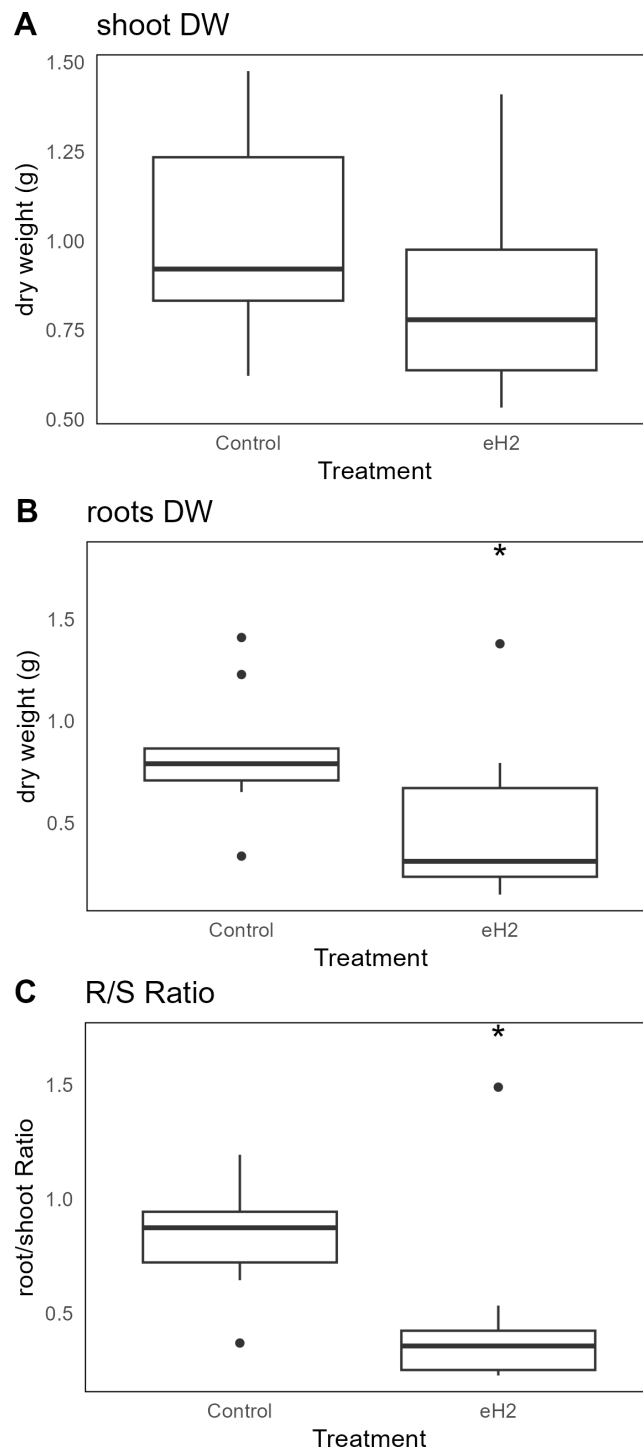 A shoot DW
1.50
1.25
1.00
0.75
0.50
dry weight (g)
Control eH2
Treatment
B roots DW
*
1.5
1.0
0.5
dry weight (g)
Control eH2
Treatment
C R/S Ratio
*
1.5
1.0
0.5
root/shoot Ratio
Control eH2
Treatment